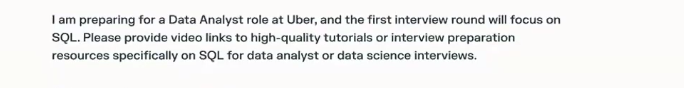 I am preparing for a Data Analyst role at Uber, and the first interview round will focus on
SQL. Please provide video links to high-quality tutorials or interview preparation
resources specifically on SQL for data analyst or data science interviews.